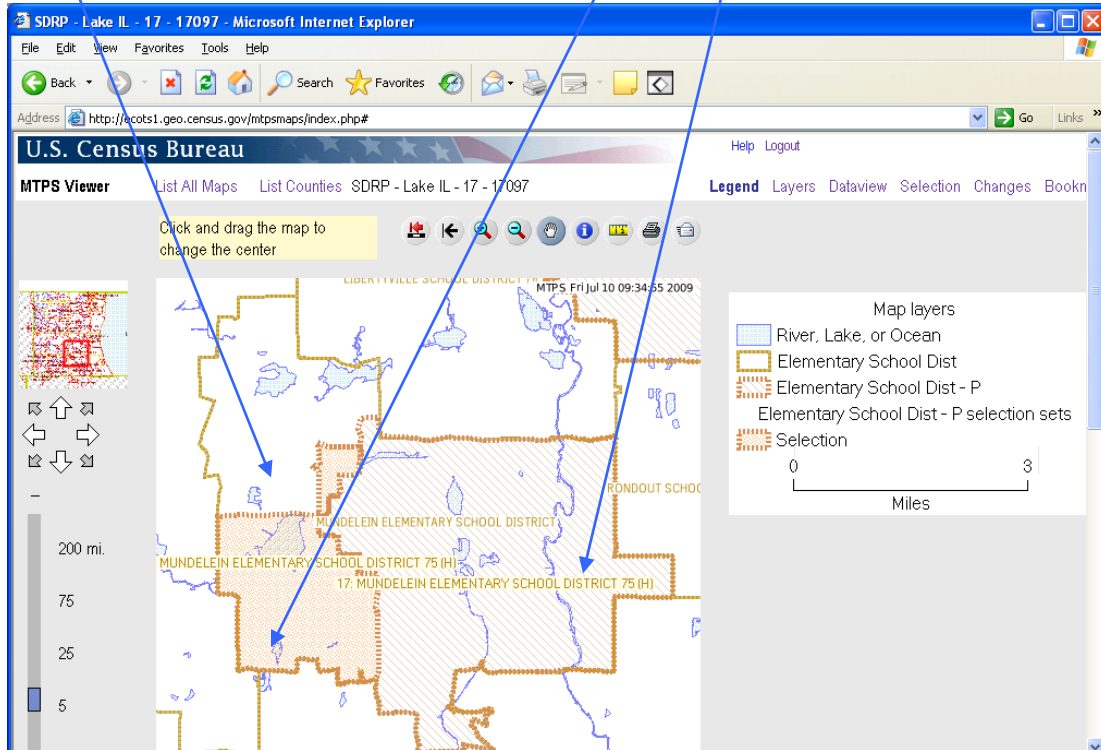 SDRP - Lake IL - 17 - 17097 - Microsoft Internet Explorer
File Edit View Favorites Tools Help
Back Search Favorites
Address http://ecots1.geo.census.gov/mtpsmaps/index.php# Go Links »
U.S. Census Bureau Help Logout
MTPS Viewer List All Maps List Counties SDRP - Lake IL - 17 - 17097 Legend Layers Dataview Selection Changes Bookn
Click and drag the map to
change the center
LIBERTYVILLE SCHOOL DISTRICT 7
MTPS Fri Jul 10 09:34:55 2009
Map layers
River, Lake, or Ocean
Elementary School Dist
Elementary School Dist - P
Elementary School Dist - P selection sets
Selection
0 3
Miles
RONDOUT SCHOO
MUNDELEIN ELEMENTARY SCHOOL DISTRICT
MUNDELEIN ELEMENTARY SCHOOL DISTRICT 75 (H)
17: MUNDELEIN ELEMENTARY SCHOOL DISTRICT 75 (H)
200 mi.
75
25
5